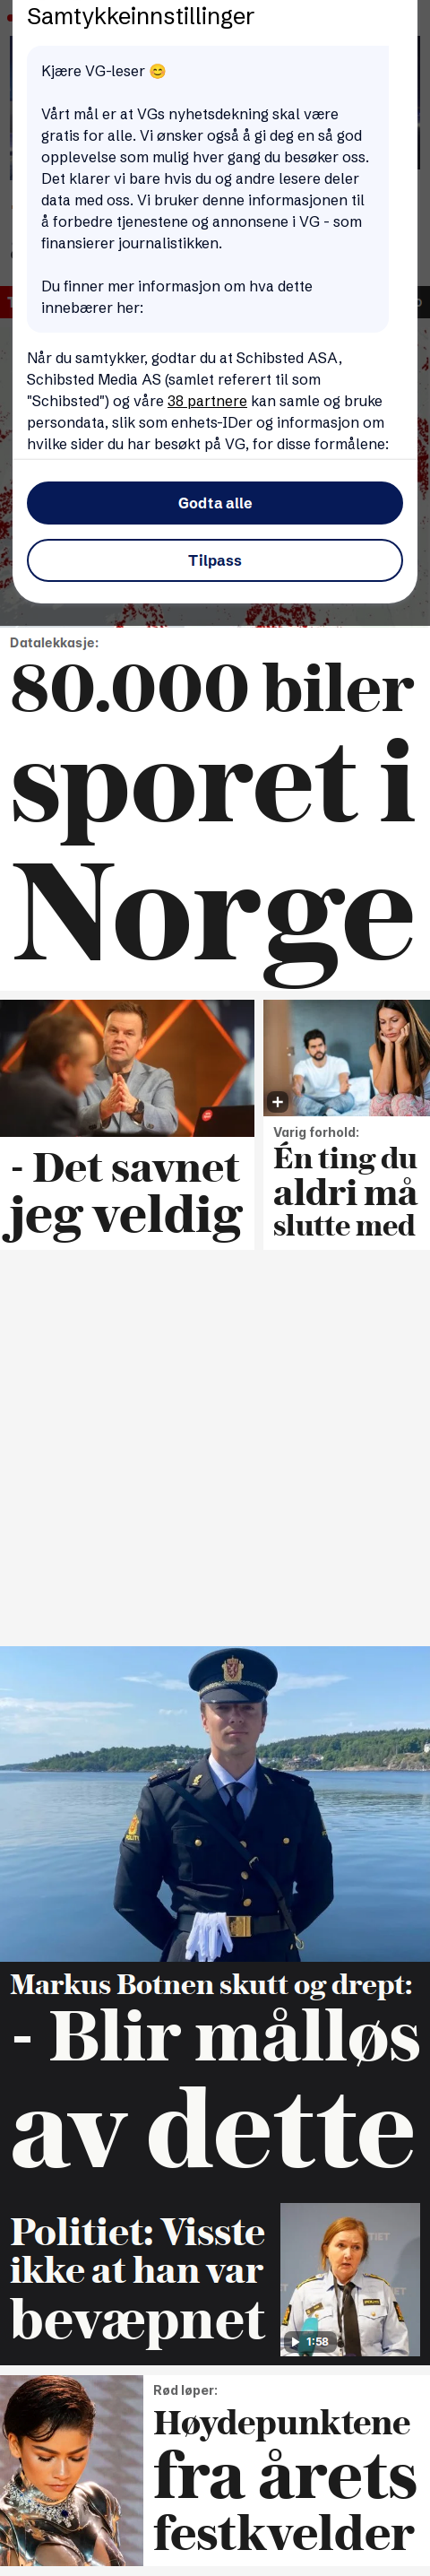 Samtykkeinnstillinger
Kjære VG-leser 😊
Vårt mål er at VGs nyhetsdekning skal være
gratis for alle. Vi ønsker også å gi deg en så god
opplevelse som mulig hver gang du besøker oss.
Det klarer vi bare hvis du og andre lesere deler
data med oss. Vi bruker denne informasjonen til
å forbedre tjenestene og annonsene i VG - som
finansierer journalistikken.
Du finner mer informasjon om hva dette
innebærer her:
Når du samtykker, godtar du at Schibsted ASA,
Schibsted Media AS (samlet referert til som
"Schibsted") og våre 38 partnere kan samle og bruke
persondata, slik som enhets-IDer og informasjon om
hvilke sider du har besøkt på VG, for disse formålene:
Godta alle
Tilpass
Datalekkasje:
80.000 biler
sporet i
Norge
- Det savnet
jeg veldig
Varig forhold:
Én ting du
aldri må
slutte med
Markus Botnen skutt og drept:
- Blir målløs
av dette
Politiet: Visste
ikke at han var
bevæpnet
1:58
Rød løper:
Høydepunktene
fra årets
festkvelder